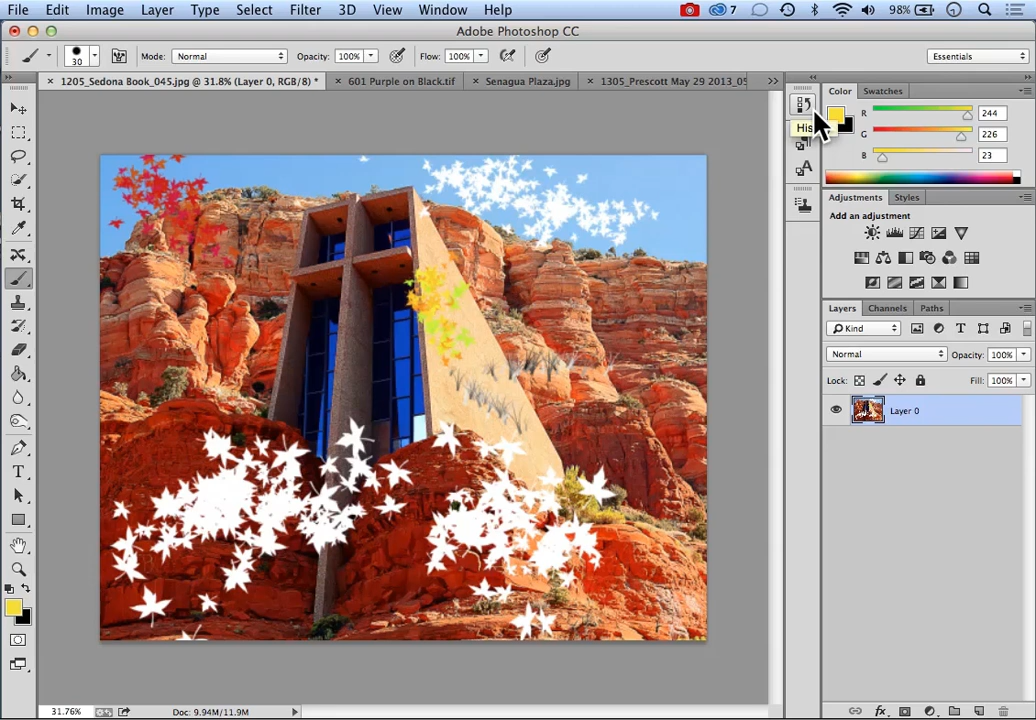 File Edit Image Layer Type Select Filter 3D View Window Help 7 98%
Adobe Photoshop CC
30 Mode: Normal Opacity: 100% Flow: 100% Essentials
1205_Sedona Book_045.jpg @ 31.8% (Layer 0, RGB/8) * 601 Purple on Black.tif Senagua Plaza.jpg 1305_Prescott May 29 2013_05
Color Swatches
R 244
His
G 226
B 23
Adjustments Styles
Add an adjustment
Layers Channels Paths
Kind
Normal Opacity: 100%
Lock: Fill: 100%
Layer 0
31.76% Doc: 9.94M/11.9M